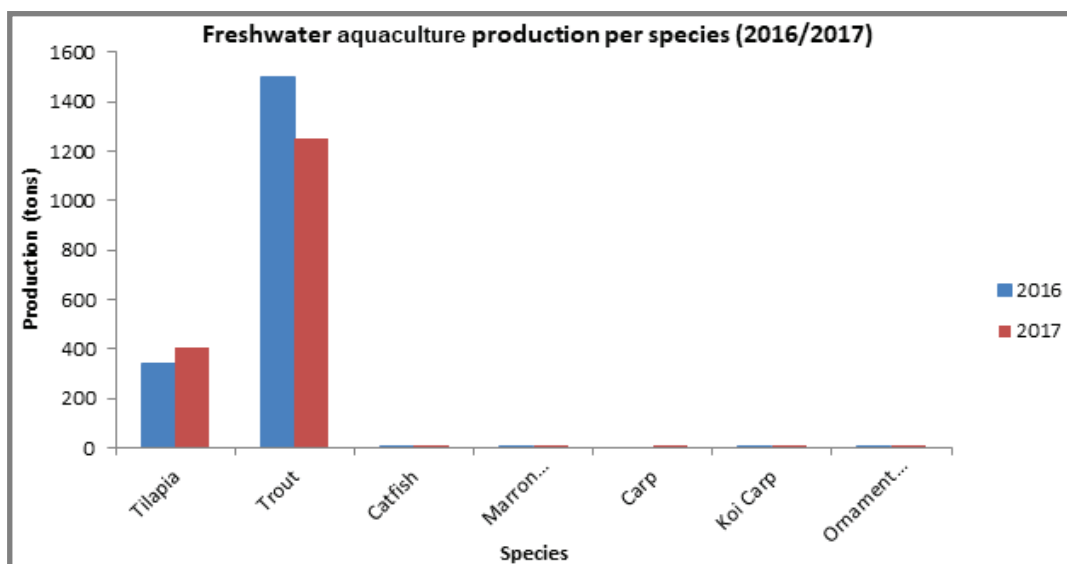 Freshwater aquaculture production per species (2016/2017)
Production (tons)
1600
1400
1200
1000
800
600
400
200
0
Tilapia
Trout
Catfish
Marron...
Carp
Koi Carp
Ornament...
Species
2016
2017